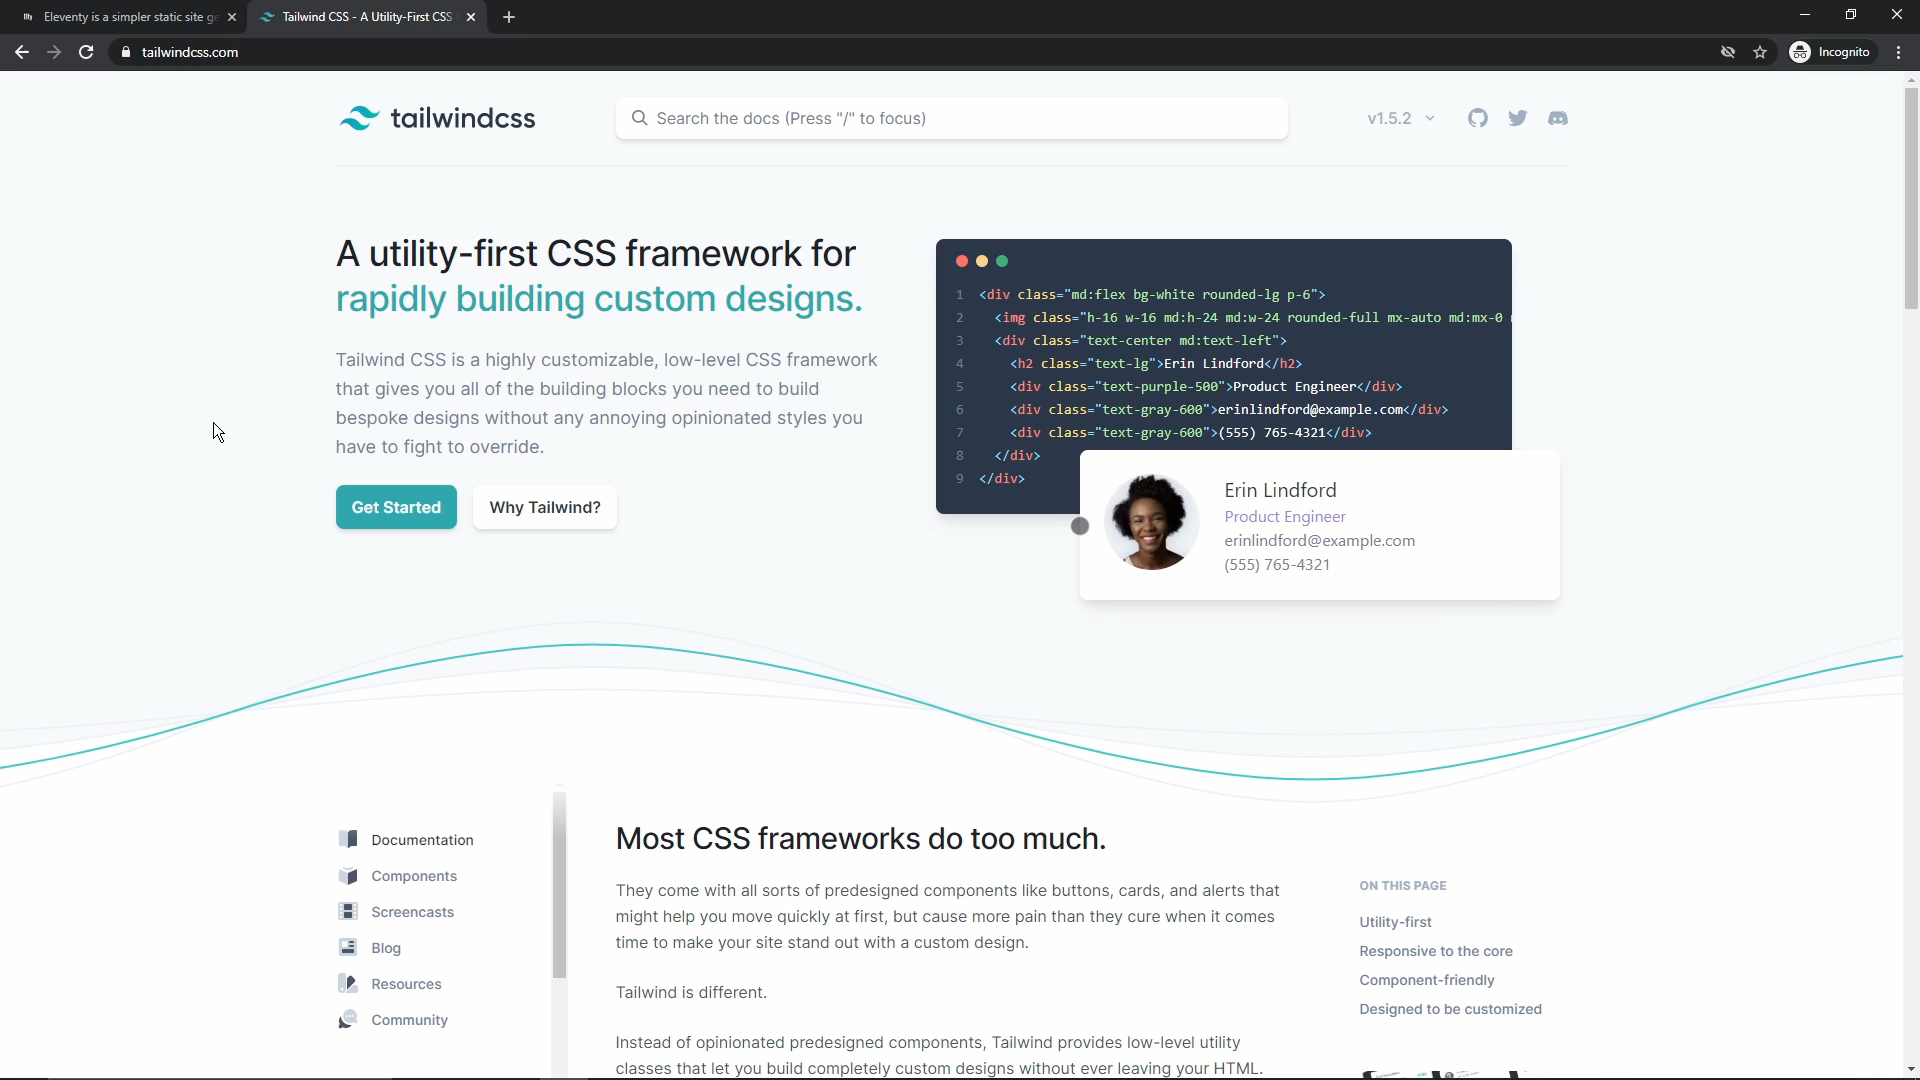 11ty Eleventy is a simpler static site ge
Tailwind CSS - A Utility-First CSS
tailwindcss.com
Incognito
tailwindcss
Search the docs (Press "/" to focus)
v1.5.2
A utility-first CSS framework for
rapidly building custom designs.
Tailwind CSS is a highly customizable, low-level CSS framework
that gives you all of the building blocks you need to build
bespoke designs without any annoying opinionated styles you
have to fight to override.
Get Started
Why Tailwind?
1 <div class="md:flex bg-white rounded-lg p-6">
2 <img class="h-16 w-16 md:h-24 md:w-24 rounded-full mx-auto md:mx-0
3 <div class="text-center md:text-left">
4 <h2 class="text-lg">Erin Lindford</h2>
5 <div class="text-purple-500">Product Engineer</div>
6 <div class="text-gray-600">erinlindford@example.com</div>
7 <div class="text-gray-600">(555) 765-4321</div>
8 </div>
9 </div>
Erin Lindford
Product Engineer
erinlindford@example.com
(555) 765-4321
Documentation
Components
Screencasts
Blog
Resources
Community
Most CSS frameworks do too much.
They come with all sorts of predesigned components like buttons, cards, and alerts that
might help you move quickly at first, but cause more pain than they cure when it comes
time to make your site stand out with a custom design.
Tailwind is different.
Instead of opinionated predesigned components, Tailwind provides low-level utility
classes that let you build completely custom designs without ever leaving your HTML.
ON THIS PAGE
Utility-first
Responsive to the core
Component-friendly
Designed to be customized